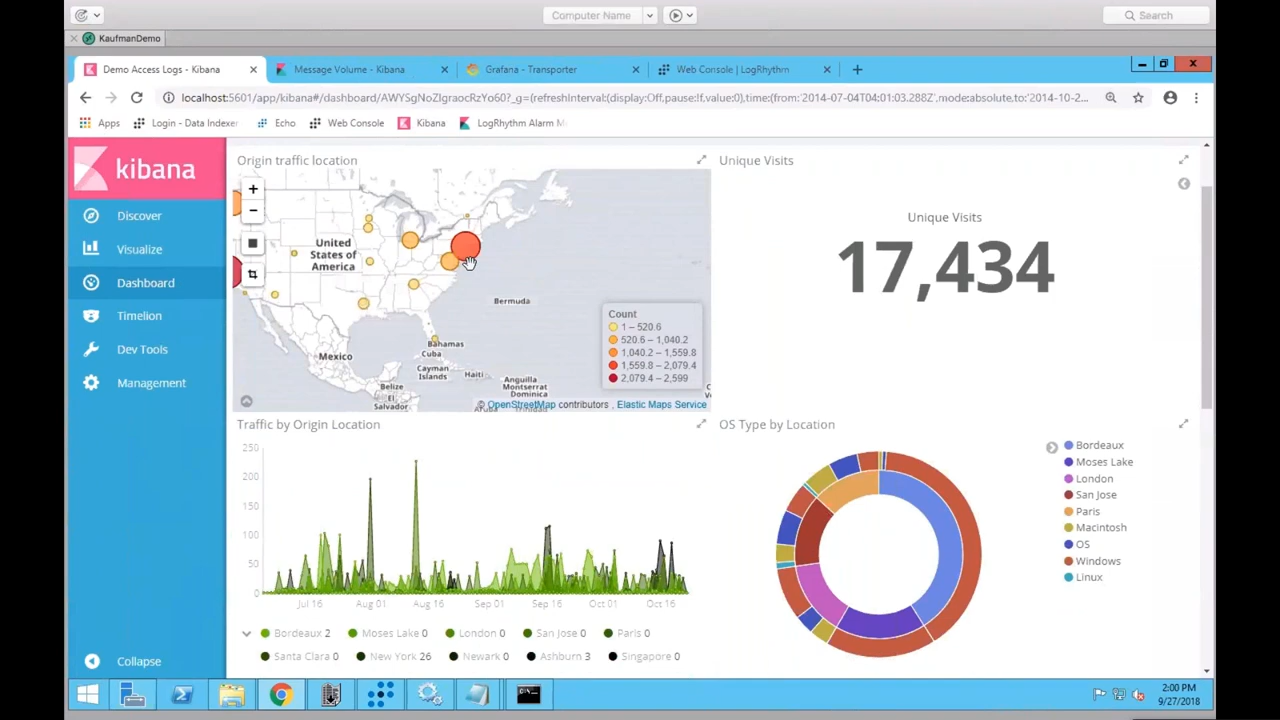 Computer Name
Search
KaufmanDemo
Demo Access Logs - Kibana
Message Volume - Kibana
Grafana - Transporter
Web Console | LogRhythm
localhost:5601/app/kibana#/dashboard/AWYSgNoZIgraocRzYo60?_g=(refreshInterval:(display:Off,pause:!f,value:0),time:(from:'2014-07-04T04:01:03.288Z',mode:absolute,to:'2014-10-2...
Apps
Login - Data Indexer
Echo
Web Console
Kibana
LogRhythm Alarm M
kibana
Discover
Visualize
Dashboard
Timelion
Dev Tools
Management
Collapse
Origin traffic location
+
−
United
States of
America
Bermuda
Mexico
Bahamas
Cuba
Cayman
Islands
Haiti
Belize
El
Salvador
Anguilla
Montserrat
Dominica
Count
1 – 520.6
520.6 – 1,040.2
1,040.2 – 1,559.8
1,559.8 – 2,079.4
2,079.4 – 2,599
© OpenStreetMap contributors , Elastic Maps Service
Unique Visits
Unique Visits
17,434
Traffic by Origin Location
250
200
150
100
50
0
Jul 16 Aug 01 Aug 16 Sep 01 Sep 16 Oct 01 Oct 16
Bordeaux 2 Moses Lake 0 London 0 San Jose 0 Paris 0
Santa Clara 0 New York 26 Newark 0 Ashburn 3 Singapore 0
OS Type by Location
Bordeaux
Moses Lake
London
San Jose
Paris
Macintosh
OS
Windows
Linux
2:00 PM
9/27/2018